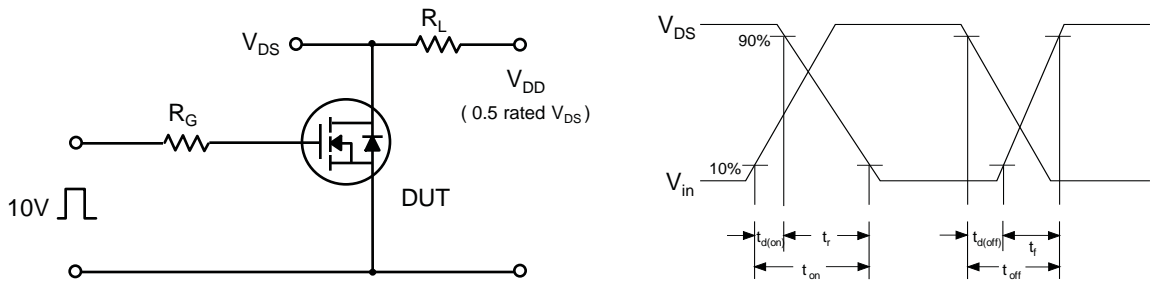 R_L
V_DS
V_DD
( 0.5 rated V_DS )
R_G
DUT
10V
V_DS
90%
10%
V_in
t_d(on)
t_r
t_on
t_d(off)
t_f
t_off